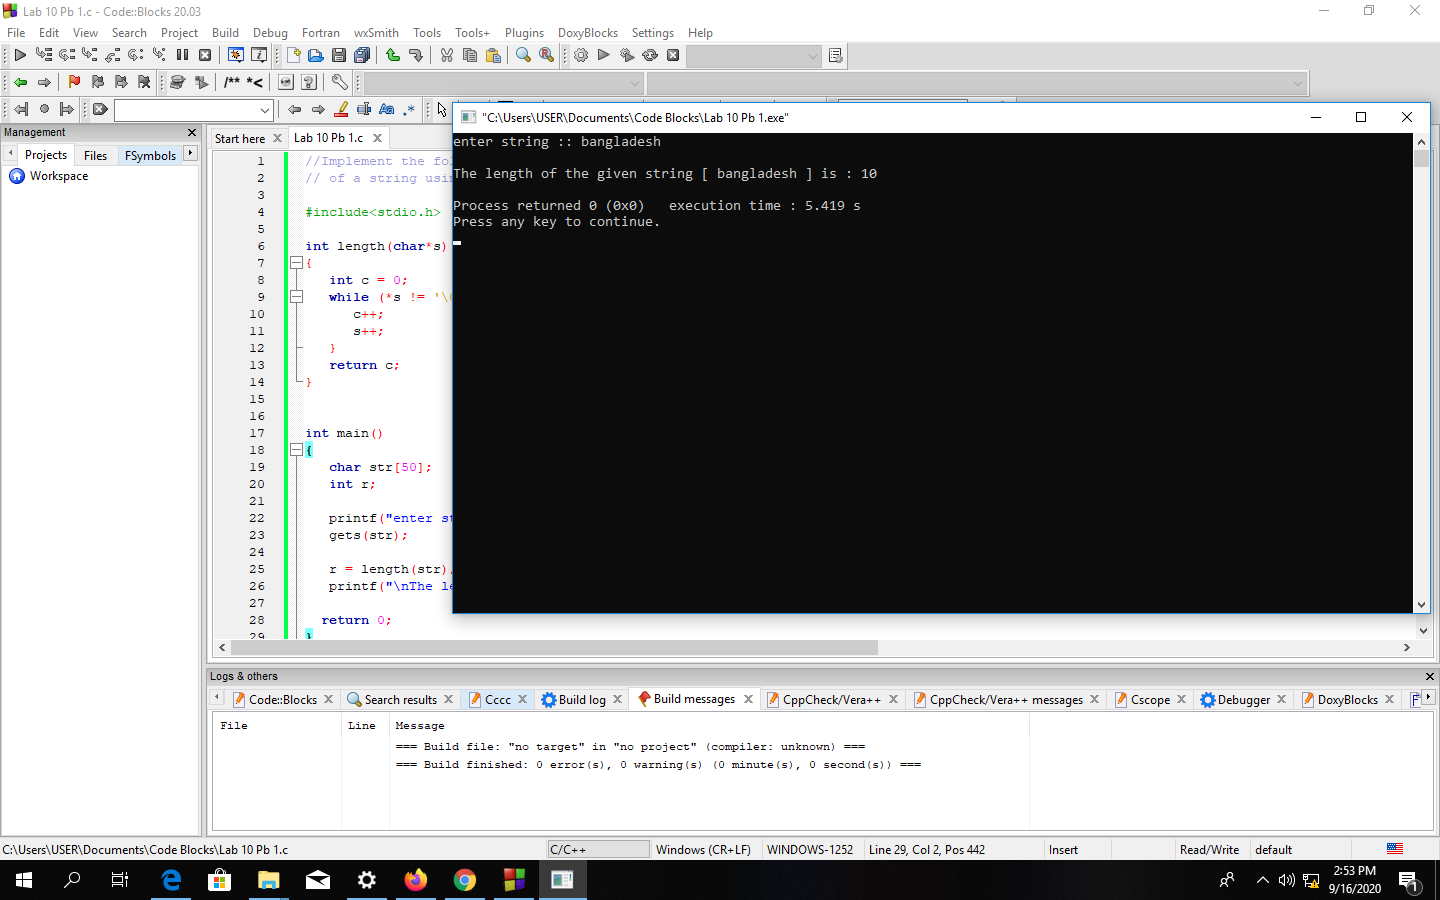 Lab 10 Pb 1.c - Code::Blocks 20.03
File Edit View Search Project Build Debug Fortran wxSmith Tools Tools+ Plugins DoxyBlocks Settings Help
/** *<
Aa .*
Management
Projects Files FSymbols
Workspace
Start here Lab 10 Pb 1.c
1 //Implement the fol
2 // of a string usin
3
4 #include<stdio.h>
5
6 int length(char*s)
7 {
8 int c = 0;
9 while (*s != '\
10 c++;
11 s++;
12 }
13 return c;
14 }
15
16
17 int main()
18 {
19 char str[50];
20 int r;
21
22 printf("enter st
23 gets(str);
24
25 r = length(str)
26 printf("\nThe le
27
28 return 0;
29 }
"C:\Users\USER\Documents\Code Blocks\Lab 10 Pb 1.exe"
enter string :: bangladesh
The length of the given string [ bangladesh ] is : 10
Process returned 0 (0x0) execution time : 5.419 s
Press any key to continue.
Logs & others
Code::Blocks Search results Cccc Build log Build messages CppCheck/Vera++ CppCheck/Vera++ messages Cscope Debugger DoxyBlocks F
File Line Message
=== Build file: "no target" in "no project" (compiler: unknown) ===
=== Build finished: 0 error(s), 0 warning(s) (0 minute(s), 0 second(s)) ===
C:\Users\USER\Documents\Code Blocks\Lab 10 Pb 1.c C/C++ Windows (CR+LF) WINDOWS-1252 Line 29, Col 2, Pos 442 Insert Read/Write default
2:53 PM
9/16/2020
1